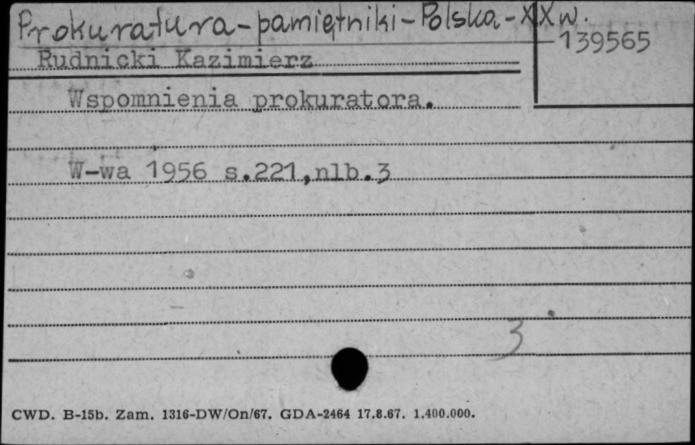 Prokuratura-pamiętniki-Polska-XX w.
139565
Rudnicki Kazimierz
Wspomnienia prokuratora.
W-wa 1956 s.221,nlb.3
3
CWD. B-15b. Zam. 1316-DW/On/67. GDA-2464 17.8.67. 1.400.000.